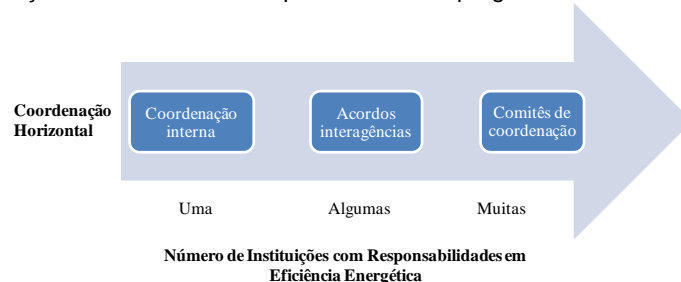 Coordenação
Horizontal
Coordenação
interna
Acordos
interagências
Comitês de
coordenação
Uma
Algumas
Muitas
Número de Instituições com Responsabilidades em
Eficiência Energética